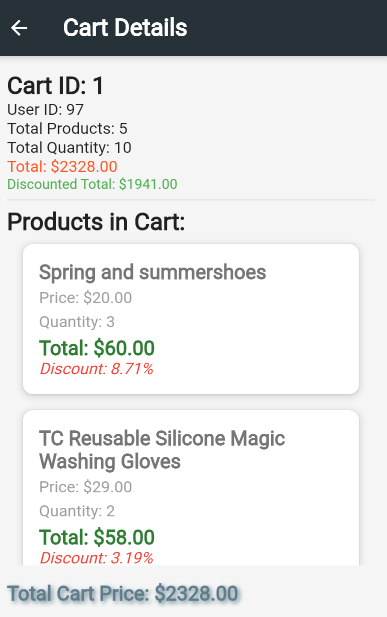 Cart Details
Cart ID: 1
User ID: 97
Total Products: 5
Total Quantity: 10
Total: $2328.00
Discounted Total: $1941.00
Products in Cart:
Spring and summershoes
Price: $20.00
Quantity: 3
Total: $60.00
Discount: 8.71%
TC Reusable Silicone Magic
Washing Gloves
Price: $29.00
Quantity: 2
Total: $58.00
Discount: 3.19%
Total Cart Price: $2328.00